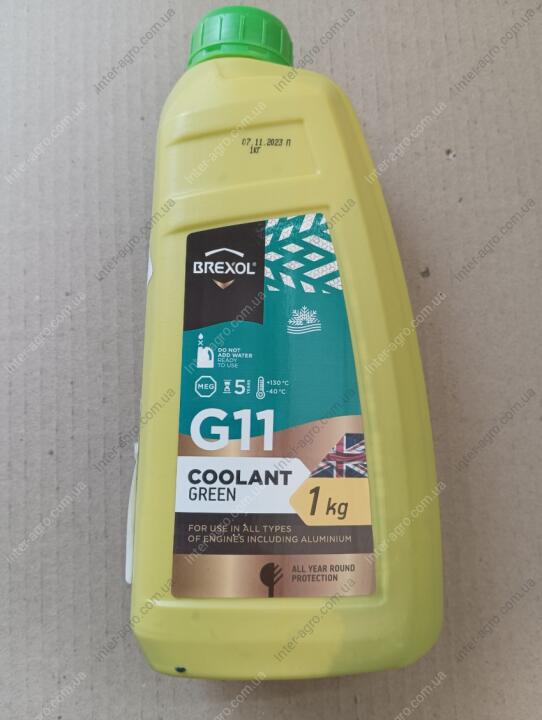 07.11.2023 П
1КГ
BREXOL®
DO NOT
ADD WATER
READY
TO USE
MEG
5 YEARS
+130 °C
-40 °C
G11
COOLANT
GREEN
1 kg
FOR USE IN ALL TYPES
OF ENGINES INCLUDING ALUMINIUM
ALL YEAR ROUND
PROTECTION
inter-agro.com.ua